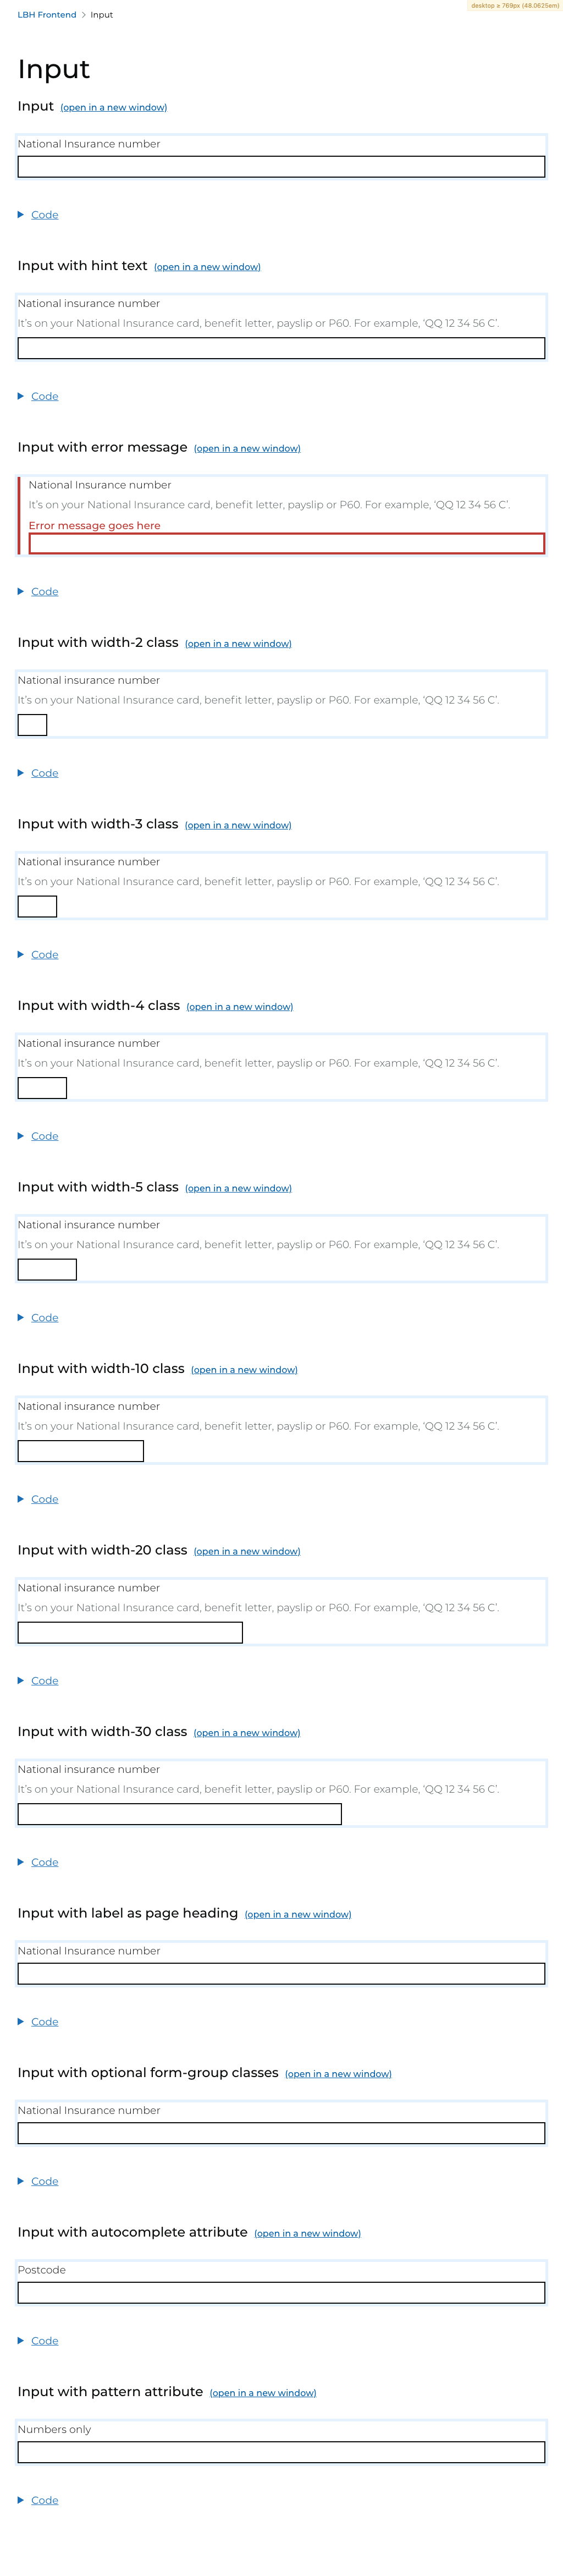 desktop ≥ 769px (48.0625em)
LBH Frontend > Input
Input
Input (open in a new window)
National Insurance number
Code
Input with hint text (open in a new window)
National insurance number
It’s on your National Insurance card, benefit letter, payslip or P60. For example, ‘QQ 12 34 56 C’.
Code
Input with error message (open in a new window)
National Insurance number
It’s on your National Insurance card, benefit letter, payslip or P60. For example, ‘QQ 12 34 56 C’.
Error message goes here
Code
Input with width-2 class (open in a new window)
National insurance number
It’s on your National Insurance card, benefit letter, payslip or P60. For example, ‘QQ 12 34 56 C’.
Code
Input with width-3 class (open in a new window)
National insurance number
It’s on your National Insurance card, benefit letter, payslip or P60. For example, ‘QQ 12 34 56 C’.
Code
Input with width-4 class (open in a new window)
National insurance number
It’s on your National Insurance card, benefit letter, payslip or P60. For example, ‘QQ 12 34 56 C’.
Code
Input with width-5 class (open in a new window)
National insurance number
It’s on your National Insurance card, benefit letter, payslip or P60. For example, ‘QQ 12 34 56 C’.
Code
Input with width-10 class (open in a new window)
National insurance number
It’s on your National Insurance card, benefit letter, payslip or P60. For example, ‘QQ 12 34 56 C’.
Code
Input with width-20 class (open in a new window)
National insurance number
It’s on your National Insurance card, benefit letter, payslip or P60. For example, ‘QQ 12 34 56 C’.
Code
Input with width-30 class (open in a new window)
National insurance number
It’s on your National Insurance card, benefit letter, payslip or P60. For example, ‘QQ 12 34 56 C’.
Code
Input with label as page heading (open in a new window)
National Insurance number
Code
Input with optional form-group classes (open in a new window)
National Insurance number
Code
Input with autocomplete attribute (open in a new window)
Postcode
Code
Input with pattern attribute (open in a new window)
Numbers only
Code